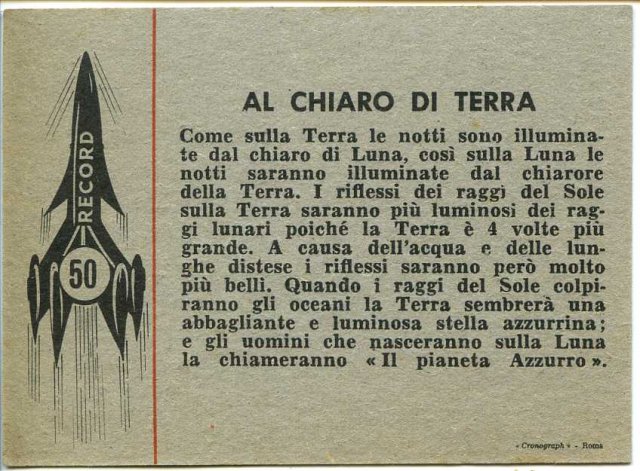 RECORD
50
AL CHIARO DI TERRA
Come sulla Terra le notti sono illumina-
te dal chiaro di Luna, così sulla Luna le
notti saranno illuminate dal chiarore
della Terra. I riflessi dei raggi del Sole
sulla Terra saranno più luminosi dei rag-
gi lunari poichè la Terra è 4 volte più
grande. A causa dell'acqua e delle lun-
ghe distese i riflessi saranno però molto
più belli. Quando i raggi del Sole colpi-
ranno gli oceani la Terra sembrerà una
abbagliante e luminosa stella azzurrina;
e gli uomini che nasceranno sulla Luna
la chiameranno « Il pianeta Azzurro ».
« Cronograph » - Roma